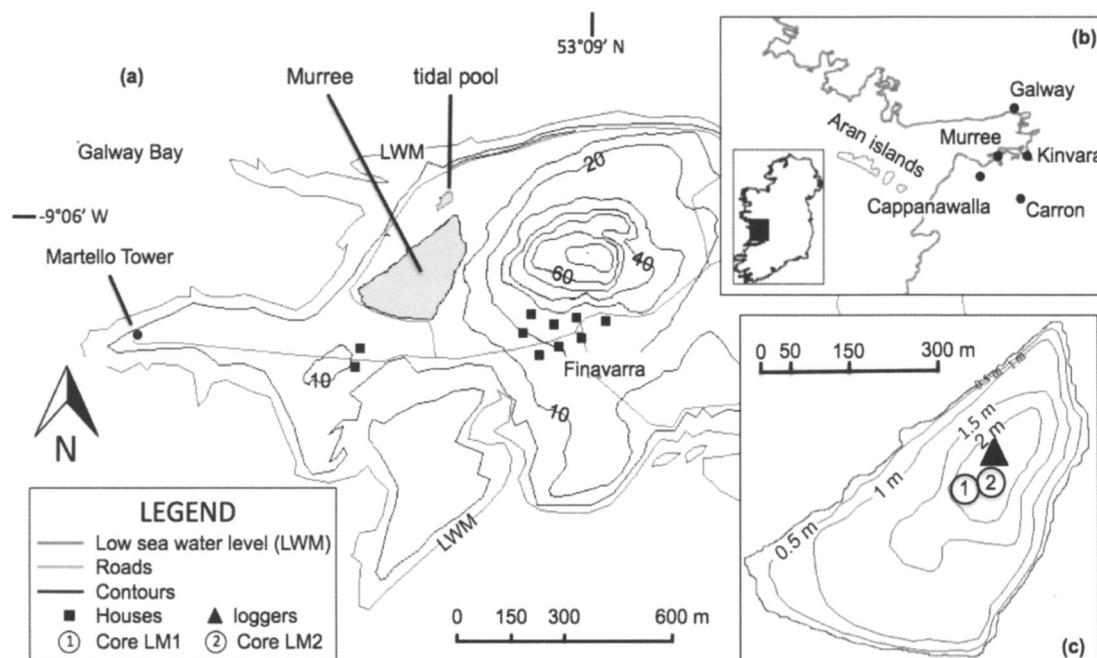 53°09' N
(a)
Murree
tidal pool
Galway Bay
LWM
20
-9°06' W
Martello Tower
40
60
10
Finavarra
10
N
LWM
LEGEND
Low sea water level (LWM)
Roads
Contours
Houses
loggers
1 Core LM1
2 Core LM2
0 150 300 600 m
(b)
Galway
Aran islands
Murree
Kinvara
Cappanawalla
Carron
0 50 150 300 m
1.5 m
2 m
1 m
0.5 m
1
2
(c)